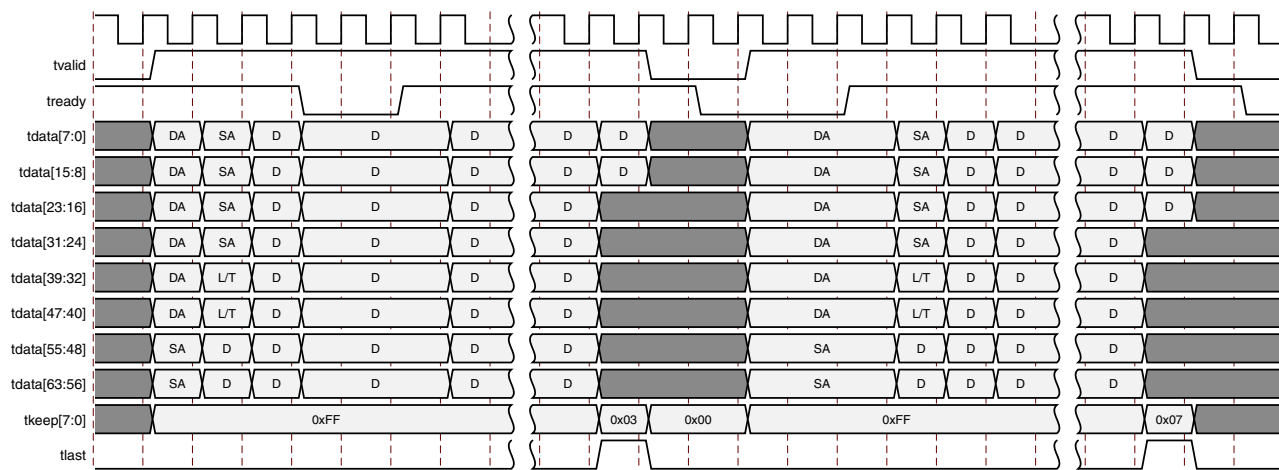 tvalid
tready
tdata[7:0] DA SA D D D D D DA SA D D D D
tdata[15:8] DA SA D D D D D DA SA D D D D
tdata[23:16] DA SA D D D D DA SA D D D D
tdata[31:24] DA SA D D D D DA SA D D D
tdata[39:32] DA L/T D D D D DA L/T D D D
tdata[47:40] DA L/T D D D D DA L/T D D D
tdata[55:48] SA D D D D D SA D D D D
tdata[63:56] SA D D D D D SA D D D D
tkeep[7:0] 0xFF 0x03 0x00 0xFF 0x07
tlast